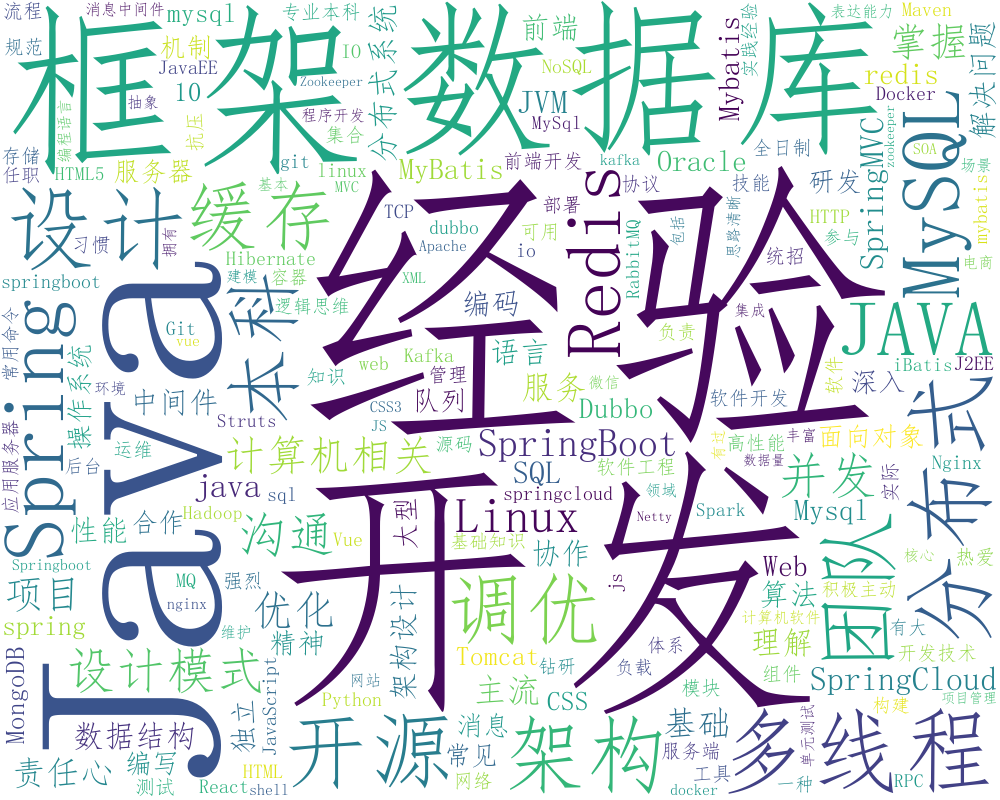 流程
消息中间件
mysql
专业本科
规范
机制
IO
JavaEE
Zookeeper
10
抽象
程序开发
编程语言
抗压
集合
存储
任职
HTML5
服务器
git
linux
MVC
框架
分布式系统
前端
NoSQL
JVM
MySql
数据库
Mybatis
实践经验
表达能力
Maven
掌握
redis
Docker
解决问题
SpringMVC
zookeeper
SOA
场景
mybatis
电商
MySQL
MyBatis
前端开发
kafka
Oracle
全日制
协议
技能
研发
设计
缓存
基本
习惯
拥有
springboot
Hibernate
建模
容器
逻辑思维
TCP
dubbo
Apache
XML
部署
可用
io
RabbitMQ
Redis
包括
思路清晰
统招
HTTP
参与
经验
常用命令
Spring
操作系统
Git
vue
环境
中间件
本科
知识
web
Kafka
管理
CSS3
JS
队列
编码
语言
服务
微信
Dubbo
负责
集成
软件开发
软件
JAVA
iBatis
J2EE
深入
应用服务器
后台
运维
Struts
计算机相关
源码
SpringBoot
软件工程
有过
高性能
丰富
数据量
面向对象
分布式
Java
java
sql
SQL
springcloud
领域
Netty
Spark
并发
Mysql
Nginx
实际
性能
合作
Hadoop
沟通
Vue
大型
Linux
基础知识
协作
js
Web
团队
核心
热爱
Springboot
MQ
nginx
强烈
项目
优化
调优
开发
算法
积极主动
计算机软件
有大
spring
维护
精神
架构设计
Tomcat
钻研
体系
负载
理解
组件
开发技术
MongoDB
设计模式
独立
JavaScript
Python
网站
主流
CSS
模块
SpringCloud
构建
项目管理
数据结构
开源
消息
常见
架构
基础
服务端
工具
docker
多线程
单元测试
一种
RPC
责任心
编写
测试
React
HTML
shell
网络